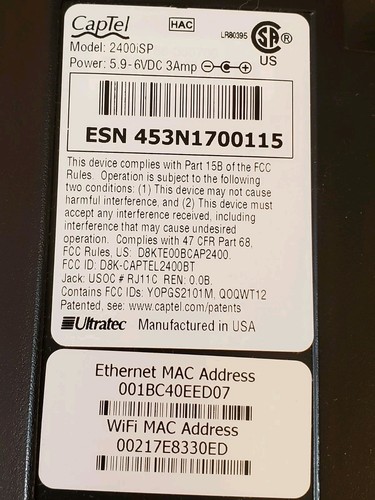 CapTel HAC LR80395 SA ® US
Model: 2400iSP
Power: 5.9-6VDC 3Amp
ESN 453N1700115
This device complies with Part 15B of the FCC
Rules. Operation is subject to the following
two conditions: (1) This device may not cause
harmful interference, and (2) This device must
accept any interference received, including
interference that may cause undesired
operation. Complies with 47 CFR Part 68,
FCC Rules, US: D8KTE00BCAP2400.
FCC ID: D8K-CAPTEL2400BT
Jack: USOC # RJ11C REN: 0.0B.
Contains FCC IDs: YOPGS2101M, QOQWT12
Patented, see: www.captel.com/patents
Ultratec Manufactured in USA
Ethernet MAC Address
001BC40EED07
WiFi MAC Address
00217E8330ED